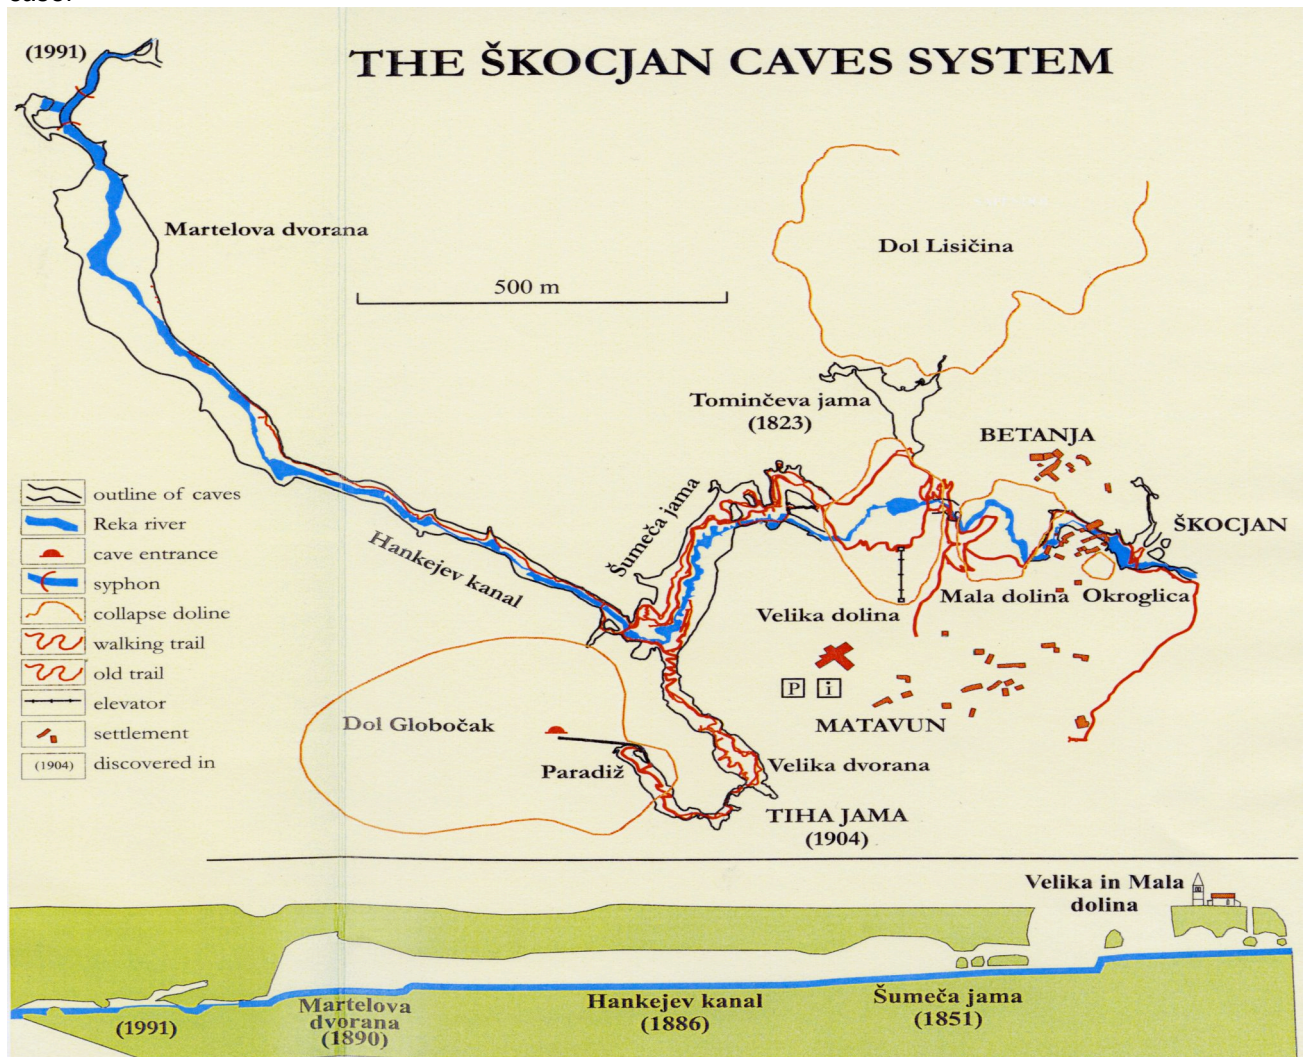 (1991)
THE ŠKOCJAN CAVES SYSTEM
Martelova dvorana
Dol Lisičina
500 m
Tominčeva jama
(1823)
BETANJA
ŠKOCJAN
Šumeča jama
Hankejev kanal
outline of caves
Reka river
cave entrance
syphon
collapse doline
walking trail
old trail
elevator
settlement
(1904) discovered in
Velika dolina
Mala dolina
Okroglica
P i
MATAVUN
Dol Globočak
Paradiž
Velika dvorana
TIHA JAMA
(1904)
Velika in Mala
dolina
(1991)
Martelova
dvorana
(1890)
Hankejev kanal
(1886)
Šumeča jama
(1851)